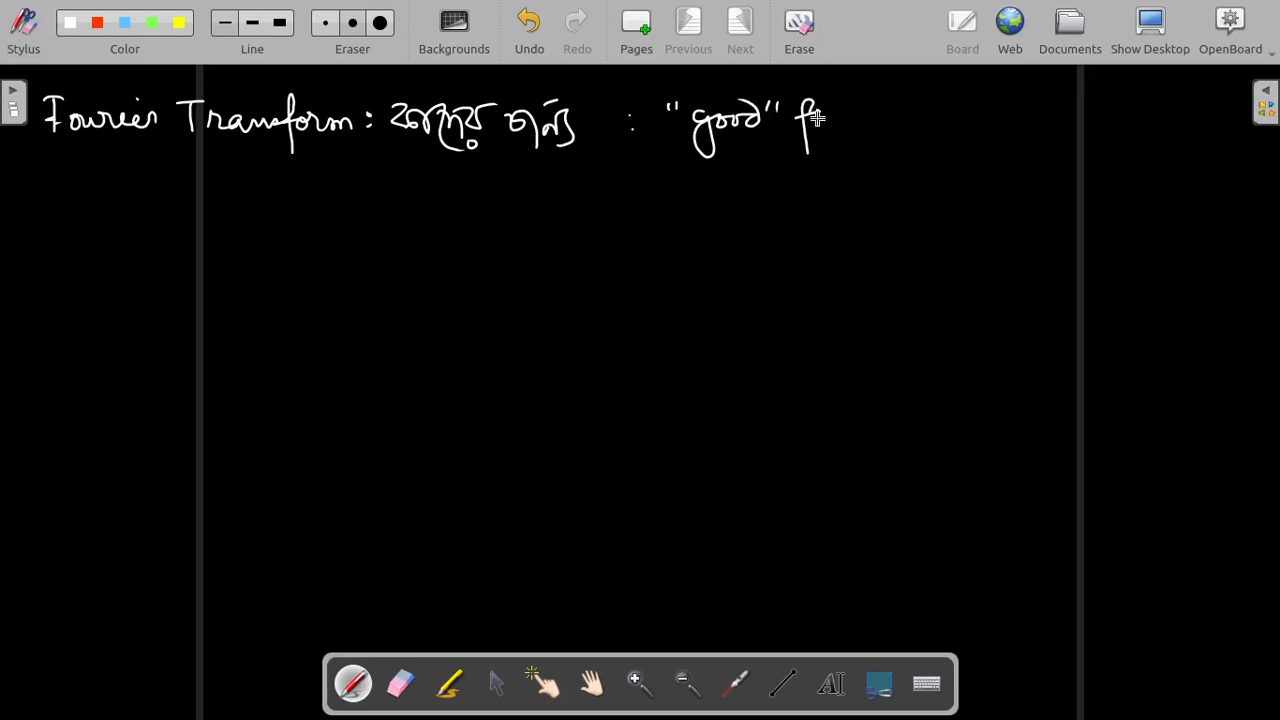 Stylus Color Line Eraser Backgrounds Undo Redo Pages Previous Next Erase Board Web Documents Show Desktop OpenBoard
Fourier Transform: কাদের জন্য : "good" f